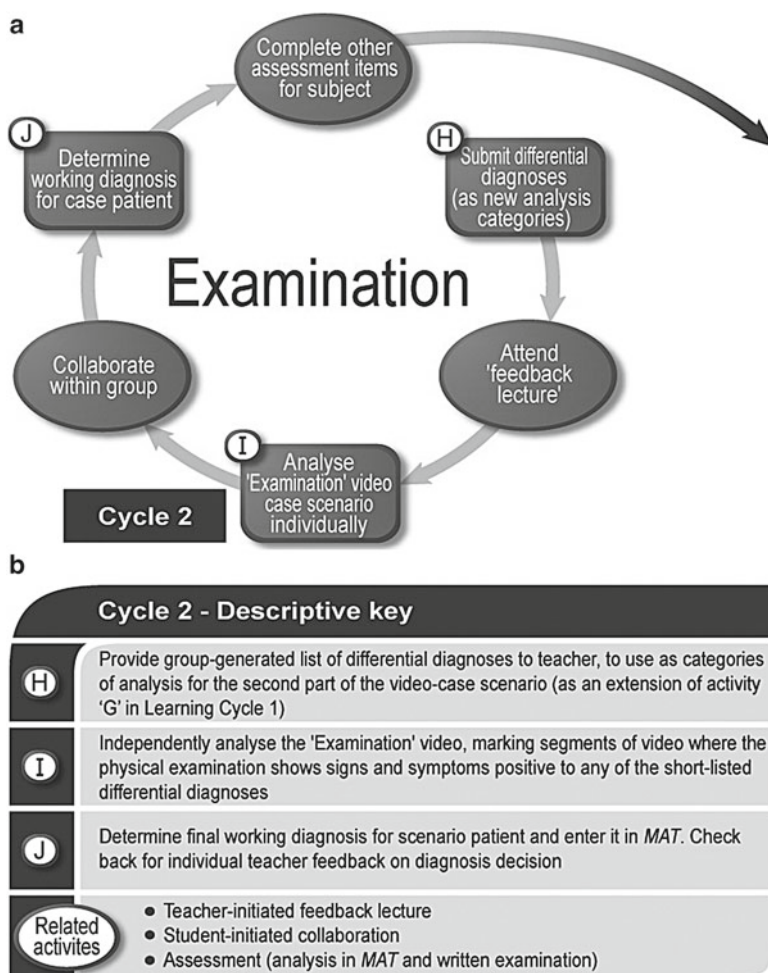 a
Complete other
assessment items
for subject
J
Determine
working diagnosis
for case patient
H
Submit differential
diagnoses
(as new analysis
categories)
Examination
Collaborate
within group
Attend
'feedback
lecture'
I
Analyse
'Examination' video
case scenario
individually
Cycle 2
b
Cycle 2 - Descriptive key
H
Provide group-generated list of differential diagnoses to teacher, to use as categories
of analysis for the second part of the video-case scenario (as an extension of activity
'G' in Learning Cycle 1)
I
Independently analyse the 'Examination' video, marking segments of video where the
physical examination shows signs and symptoms positive to any of the short-listed
differential diagnoses
J
Determine final working diagnosis for scenario patient and enter it in MAT. Check
back for individual teacher feedback on diagnosis decision
Related
activites
• Teacher-initiated feedback lecture
• Student-initiated collaboration
• Assessment (analysis in MAT and written examination)